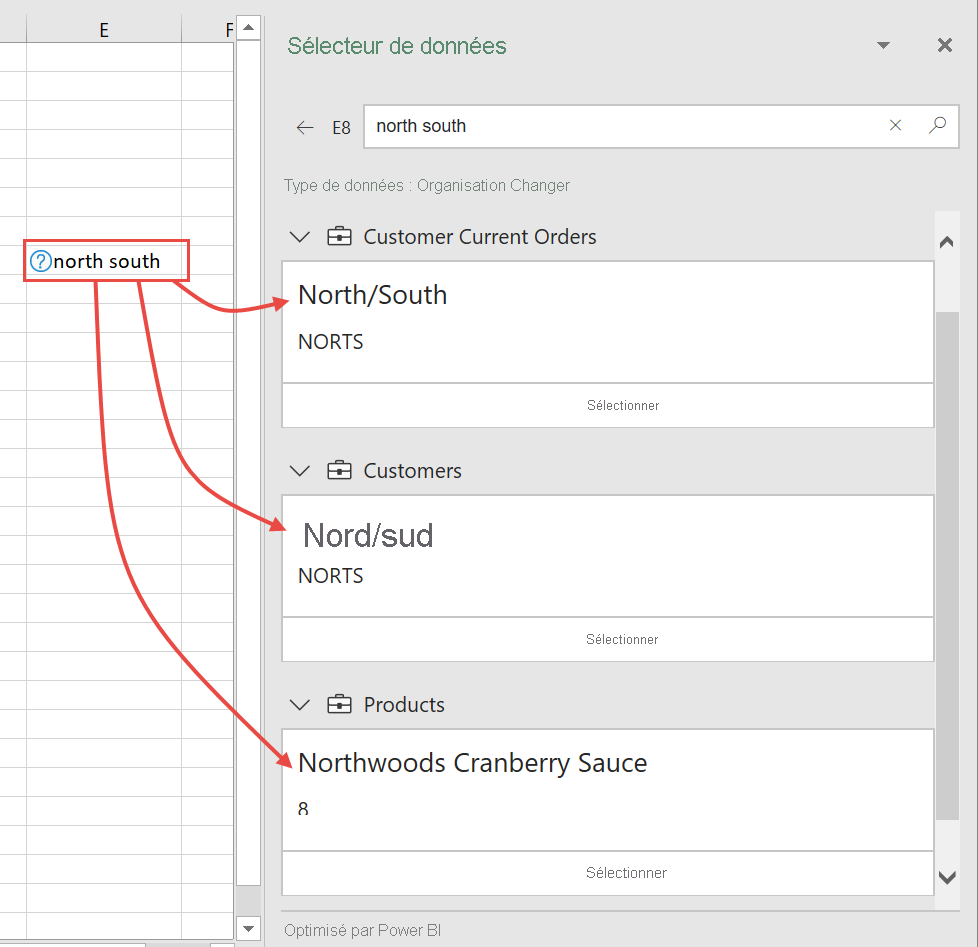 E
F
Sélecteur de données
E8
north south
Type de données : Organisation Changer
Customer Current Orders
?north south
North/South
NORTS
Sélectionner
Customers
Nord/sud
NORTS
Sélectionner
Products
Northwoods Cranberry Sauce
8
Sélectionner
Optimisé par Power BI